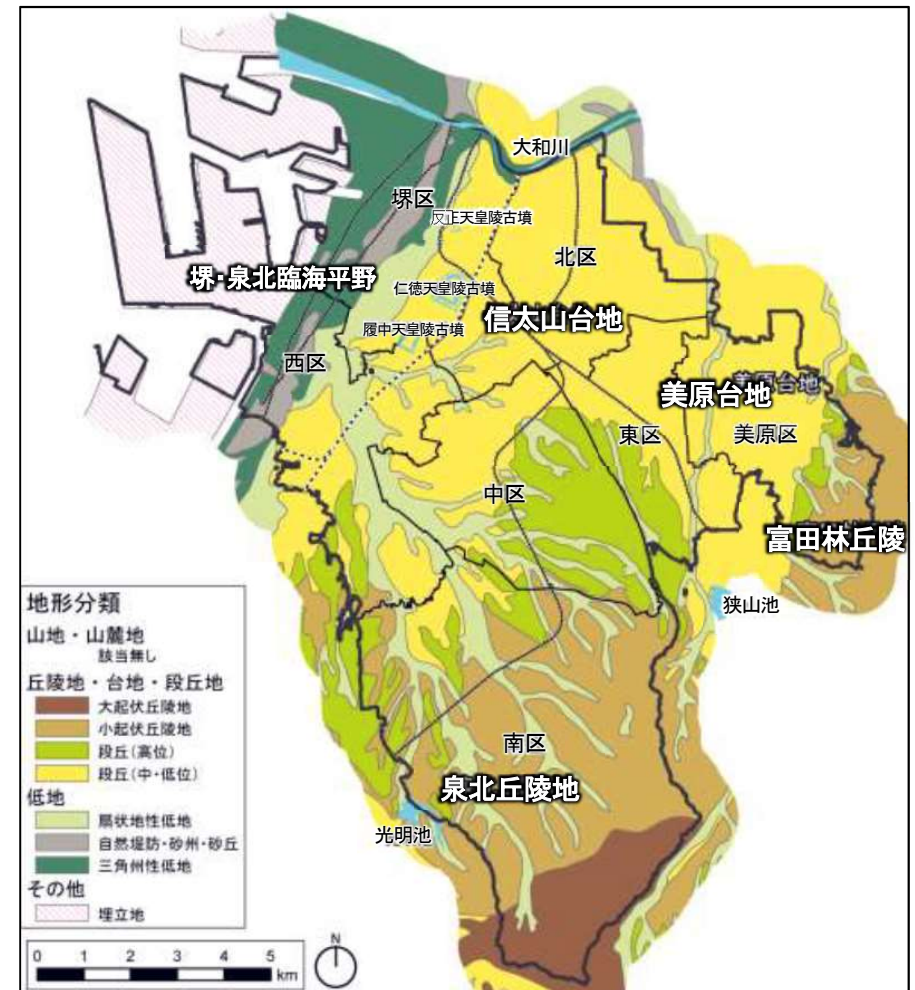 大和川
堺区
反正天皇陵古墳
北区
堺・泉北臨海平野
仁徳天皇陵古墳
信太山台地
履中天皇陵古墳
西区
美原台地
美原台地
東区
美原区
中区
富田林丘陵
狭山池
南区
泉北丘陵地
光明池
地形分類
山地・山麓地
該当無し
丘陵地・台地・段丘地
大起伏丘陵地
小起伏丘陵地
段丘(高位)
段丘(中・低位)
低地
扇状地性低地
自然堤防・砂州・砂丘
三角州性低地
その他
埋立地
0 1 2 3 4 5
km
N